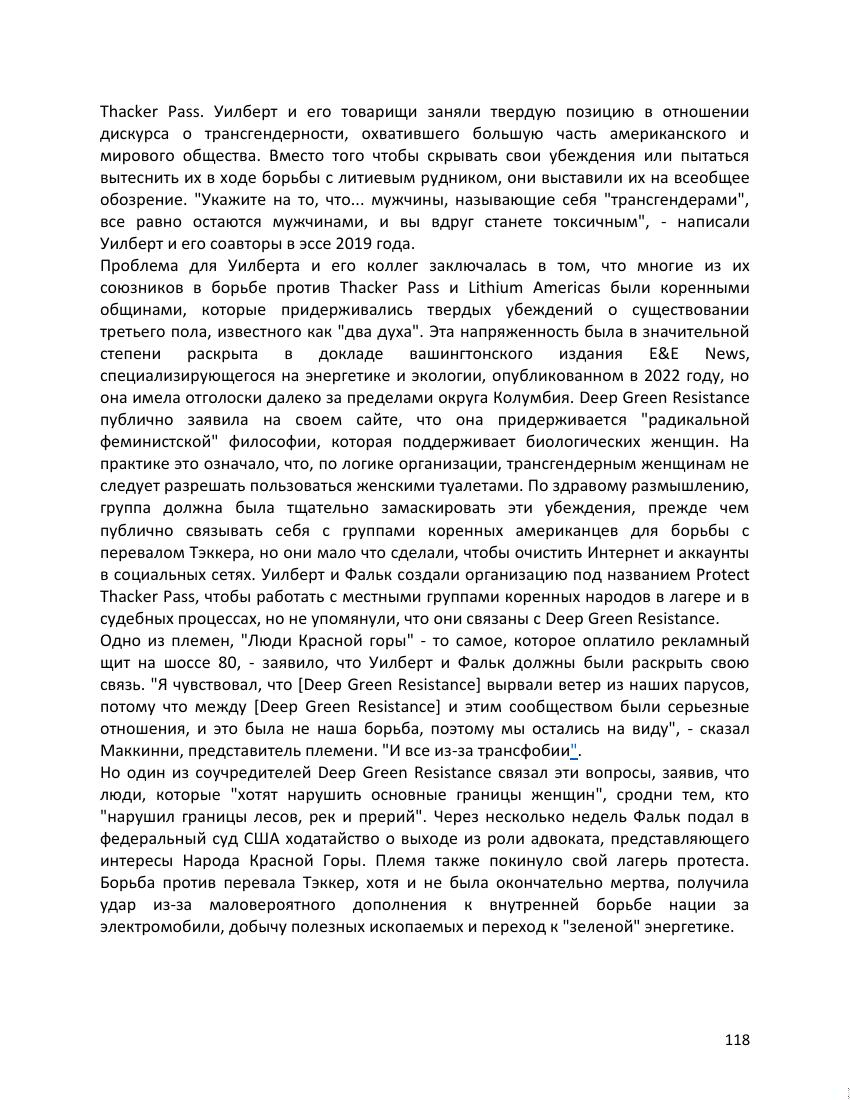 Thacker Pass. Уилберт и его товарищи заняли твердую позицию в отношении
дискурса о трансгендерности, охватившего большую часть американского и
мирового общества. Вместо того чтобы скрывать свои убеждения или пытаться
вытеснить их в ходе борьбы с литиевым рудником, они выставили их на всеобщее
обозрение. "Укажите на то, что... мужчины, называющие себя "трансгендерами",
все равно остаются мужчинами, и вы вдруг станете токсичным", - написали
Уилберт и его соавторы в эссе 2019 года.
Проблема для Уилберта и его коллег заключалась в том, что многие из их
союзников в борьбе против Thacker Pass и Lithium Americas были коренными
общинами, которые придерживались твердых убеждений о существовании
третьего пола, известного как "два духа". Эта напряженность была в значительной
степени раскрыта в докладе вашингтонского издания E&E News,
специализирующегося на энергетике и экологии, опубликованном в 2022 году, но
она имела отголоски далеко за пределами округа Колумбия. Deep Green Resistance
публично заявила на своем сайте, что она придерживается "радикальной
феминистской" философии, которая поддерживает биологических женщин. На
практике это означало, что, по логике организации, трансгендерным женщинам не
следует разрешать пользоваться женскими туалетами. По здравому размышлению,
группа должна была тщательно замаскировать эти убеждения, прежде чем
публично связывать себя с группами коренных американцев для борьбы с
перевалом Тэккера, но они мало что сделали, чтобы очистить Интернет и аккаунты
в социальных сетях. Уилберт и Фальк создали организацию под названием Protect
Thacker Pass, чтобы работать с местными группами коренных народов в лагере и в
судебных процессах, но не упомянули, что они связаны с Deep Green Resistance.
Одно из племен, "Люди Красной горы" - то самое, которое оплатило рекламный
щит на шоссе 80, - заявило, что Уилберт и Фальк должны были раскрыть свою
связь. "Я чувствовал, что [Deep Green Resistance] вырвали ветер из наших парусов,
потому что между [Deep Green Resistance] и этим сообществом были серьезные
отношения, и это была не наша борьба, поэтому мы остались на виду", - сказал
Маккинни, представитель племени. "И все из-за трансфобии".
Но один из соучредителей Deep Green Resistance связал эти вопросы, заявив, что
люди, которые "хотят нарушить основные границы женщин", сродни тем, кто
"нарушил границы лесов, рек и прерий". Через несколько недель Фальк подал в
федеральный суд США ходатайство о выходе из роли адвоката, представляющего
интересы Народа Красной Горы. Племя также покинуло свой лагерь протеста.
Борьба против перевала Тэккер, хотя и не была окончательно мертва, получила
удар из-за маловероятного дополнения к внутренней борьбе нации за
электромобили, добычу полезных ископаемых и переход к "зеленой" энергетике.
118